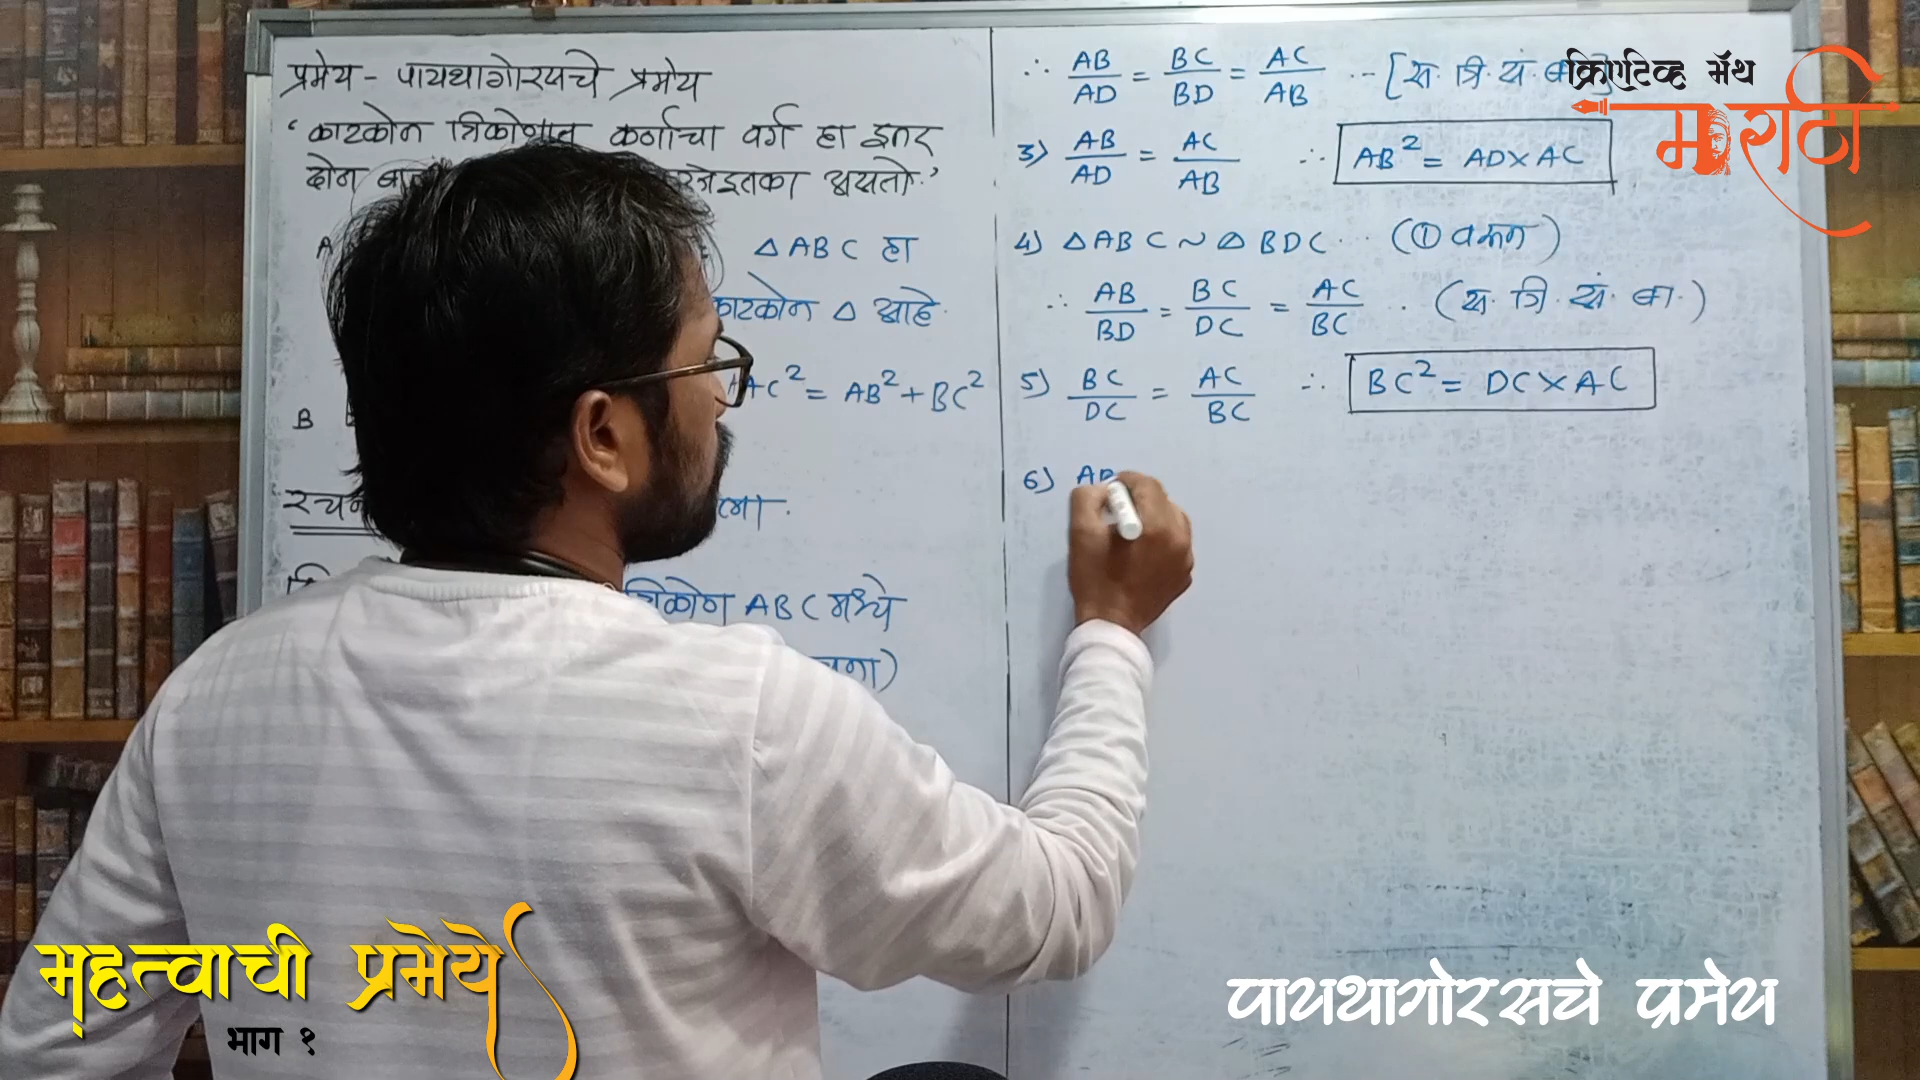 प्रमेय - पायथागोरसचे प्रमेय
'काटकोन त्रिकोणात कर्णाचा वर्ग हा इतर
दोन असतो.'
△ABC हा
काटकोन △ आहे.
AC² = AB² + BC²
B
त्रिकोण ABC मध्ये
∴ AB/AD = BC/BD = AC/AB
3) AB/AD = AC/AB ∴ AB² = AD×AC
4) △ABC ~ △BDC ... (① वरून)
∴ AB/BD = BC/DC = AC/BC .. (स. त्रि. सं. बा.)
5) BC/DC = AC/BC ∴ BC² = DC×AC
6) AB
क्रिएटिव्ह मॅथ
मराठी
महत्वाची प्रमेये
भाग १
पायथागोरसचे प्रमेय